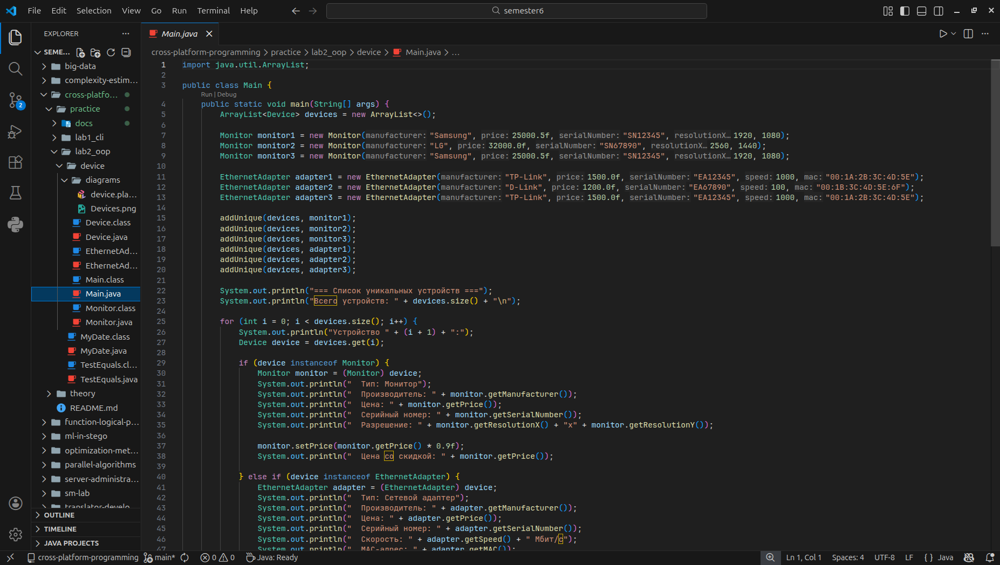 File Edit Selection View Go Run Terminal Help
semester6
EXPLORER
SEME...
big-data
complexity-estim...
cross-platfo...
practice
docs
lab1_cli
lab2_oop
device
diagrams
device.pla...
Devices.png
Device.class
Device.java
EthernetAd...
EthernetAd...
Main.class
Main.java
Monitor.class
Monitor.java
MyDate.class
MyDate.java
TestEquals.cl...
TestEquals.java
theory
README.md
function-logical-p...
ml-in-stego
optimization-met...
parallel-algorithms
server-administra...
sm-lab
translator-develo
OUTLINE
TIMELINE
JAVA PROJECTS
2
Main.java
cross-platform-programming > practice > lab2_oop > device > Main.java > ...
1 import java.util.ArrayList;
2
3 public class Main {
Run | Debug
4 public static void main(String[] args) {
5 ArrayList<Device> devices = new ArrayList<>();
6
7 Monitor monitor1 = new Monitor(manufacturer: "Samsung", price: 25000.5f, serialNumber: "SN12345", resolutionX… 1920, 1080);
8 Monitor monitor2 = new Monitor(manufacturer: "LG", price: 32000.0f, serialNumber: "SN67890", resolutionX… 2560, 1440);
9 Monitor monitor3 = new Monitor(manufacturer: "Samsung", price: 25000.5f, serialNumber: "SN12345", resolutionX… 1920, 1080);
10
11 EthernetAdapter adapter1 = new EthernetAdapter(manufacturer: "TP-Link", price: 1500.0f, serialNumber: "EA12345", speed: 1000, mac: "00:1A:2B:3C:4D:5E");
12 EthernetAdapter adapter2 = new EthernetAdapter(manufacturer: "D-Link", price: 1200.0f, serialNumber: "EA67890", speed: 100, mac: "00:1B:3C:4D:5E:6F");
13 EthernetAdapter adapter3 = new EthernetAdapter(manufacturer: "TP-Link", price: 1500.0f, serialNumber: "EA12345", speed: 1000, mac: "00:1A:2B:3C:4D:5E");
14
15 addUnique(devices, monitor1);
16 addUnique(devices, monitor2);
17 addUnique(devices, monitor3);
18 addUnique(devices, adapter1);
19 addUnique(devices, adapter2);
20 addUnique(devices, adapter3);
21
22 System.out.println("=== Список уникальных устройств ===");
23 System.out.println("Всего устройств: " + devices.size() + "\n");
24
25 for (int i = 0; i < devices.size(); i++) {
26 System.out.println("Устройство " + (i + 1) + ":");
27 Device device = devices.get(i);
28
29 if (device instanceof Monitor) {
30 Monitor monitor = (Monitor) device;
31 System.out.println("  Тип: Монитор");
32 System.out.println("  Производитель: " + monitor.getManufacturer());
33 System.out.println("  Цена: " + monitor.getPrice());
34 System.out.println("  Серийный номер: " + monitor.getSerialNumber());
35 System.out.println("  Разрешение: " + monitor.getResolutionX() + "x" + monitor.getResolutionY());
36
37 monitor.setPrice(monitor.getPrice() * 0.9f);
38 System.out.println("  Цена со скидкой: " + monitor.getPrice());
39
40 } else if (device instanceof EthernetAdapter) {
41 EthernetAdapter adapter = (EthernetAdapter) device;
42 System.out.println("  Тип: Сетевой адаптер");
43 System.out.println("  Производитель: " + adapter.getManufacturer());
44 System.out.println("  Цена: " + adapter.getPrice());
45 System.out.println("  Серийный номер: " + adapter.getSerialNumber());
46 System.out.println("  Скорость: " + adapter.getSpeed() + " Мбит/с");
47 System.out.println("  MAC-адрес: " + adapter.getMAC());
cross-platform-programming main* 0 0 Java: Ready
Ln 1, Col 1 Spaces: 4 UTF-8 LF { } Java